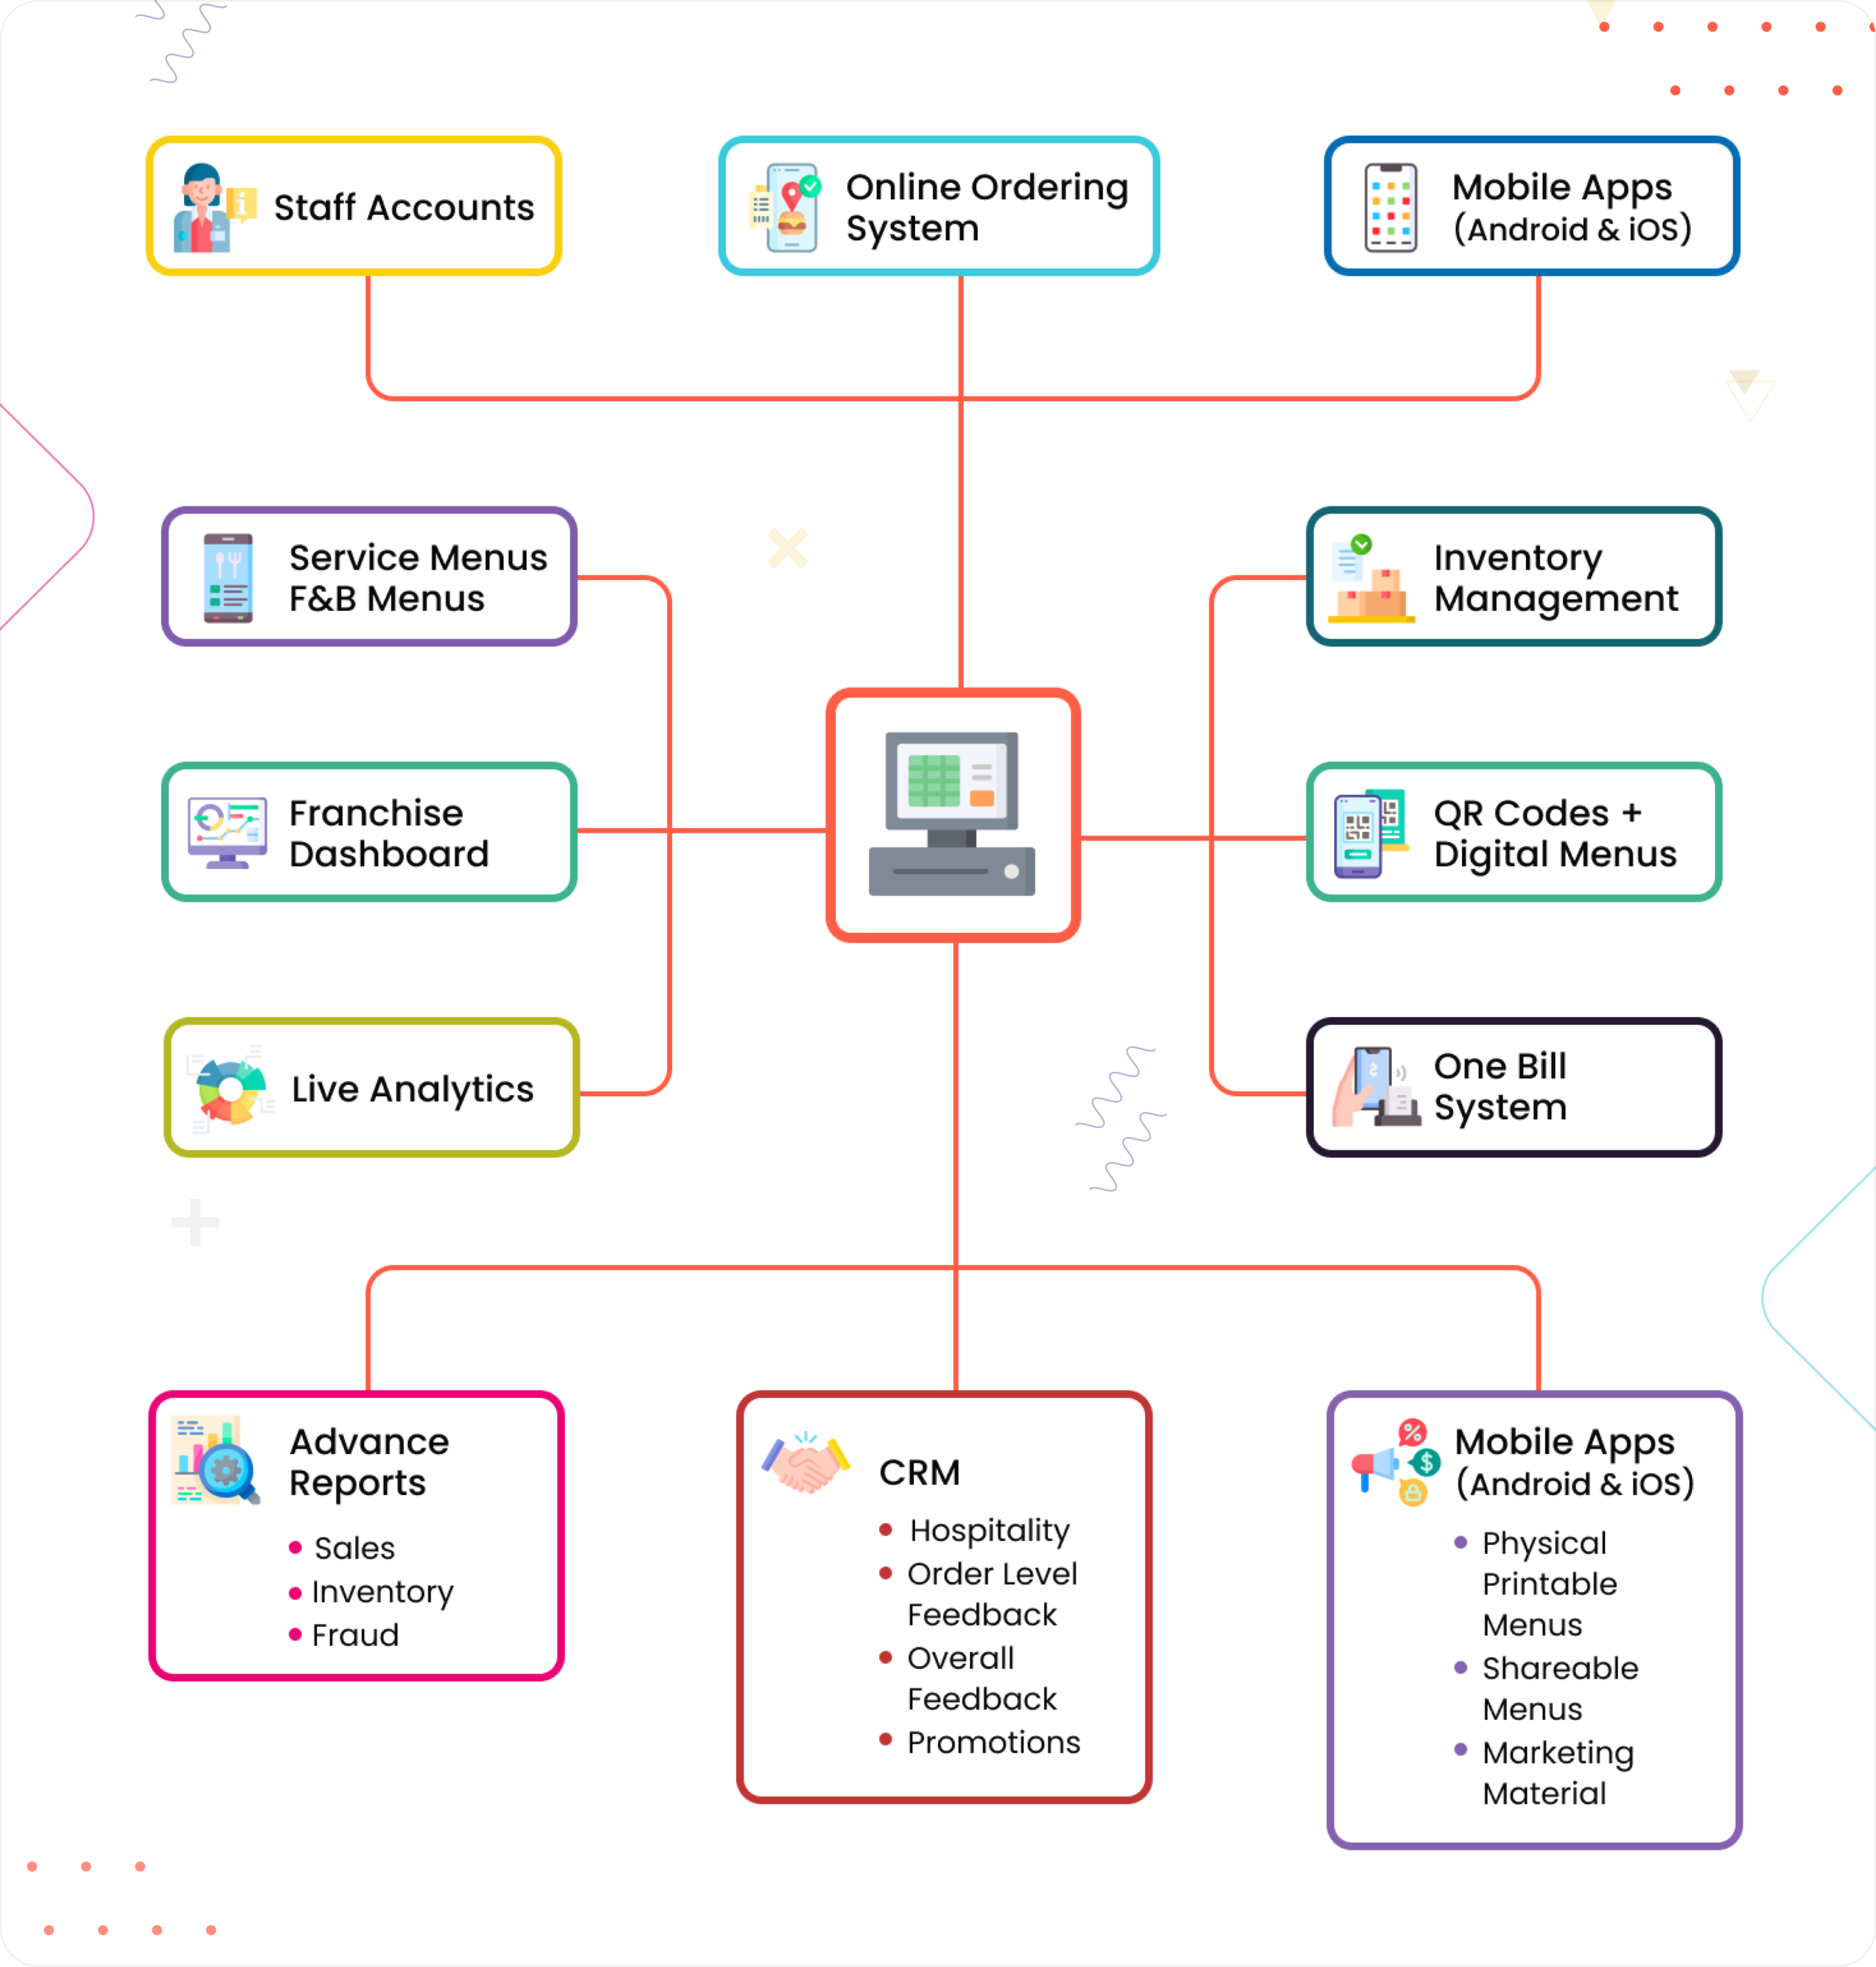 Staff Accounts
Online Ordering
System
Mobile Apps
(Android & iOS)
Service Menus
F&B Menus
Inventory
Management
Franchise
Dashboard
QR Codes +
Digital Menus
Live Analytics
One Bill
System
Advance
Reports
• Sales
• Inventory
• Fraud
CRM
• Hospitality
• Order Level
Feedback
• Overall
Feedback
• Promotions
Mobile Apps
(Android & iOS)
• Physical
Printable
Menus
• Shareable
Menus
• Marketing
Material